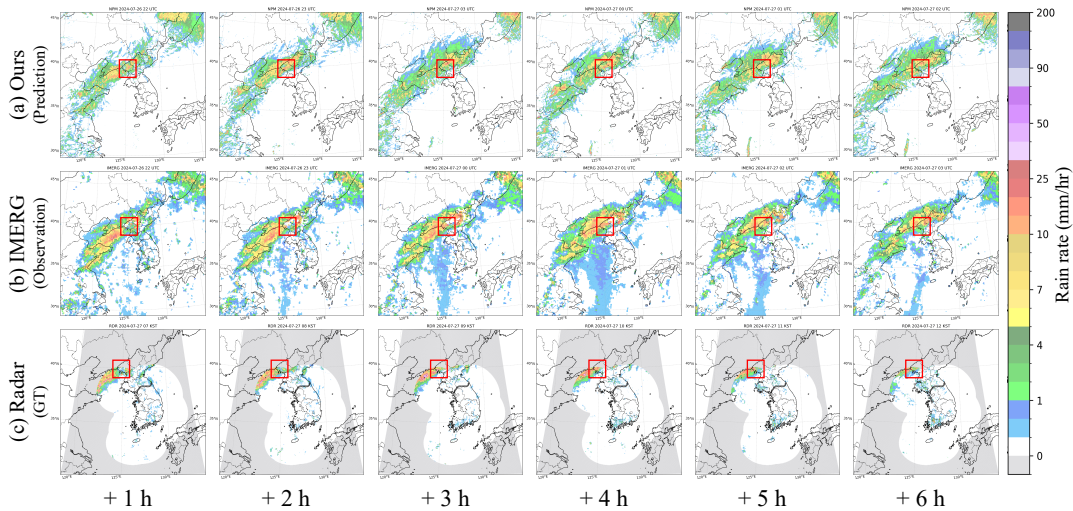 NPM 2024-07-26 22 UTC
NPM 2024-07-26 23 UTC
NPM 2024-07-27 03 UTC
NPM 2024-07-27 00 UTC
NPM 2024-07-27 01 UTC
NPM 2024-07-27 02 UTC
(a) Ours
(Prediction)
IMERG 2024-07-26 22 UTC
IMERG 2024-07-26 23 UTC
IMERG 2024-07-27 00 UTC
IMERG 2024-07-27 01 UTC
IMERG 2024-07-27 02 UTC
IMERG 2024-07-27 03 UTC
(b) IMERG
(Observation)
RDR 2024-07-27 07 KST
RDR 2024-07-27 08 KST
RDR 2024-07-27 09 KST
RDR 2024-07-27 10 KST
RDR 2024-07-27 11 KST
RDR 2024-07-27 12 KST
(c) Radar
(GT)
+ 1 h
+ 2 h
+ 3 h
+ 4 h
+ 5 h
+ 6 h
200
90
50
25
10
7
4
1
0
Rain rate (mm/hr)